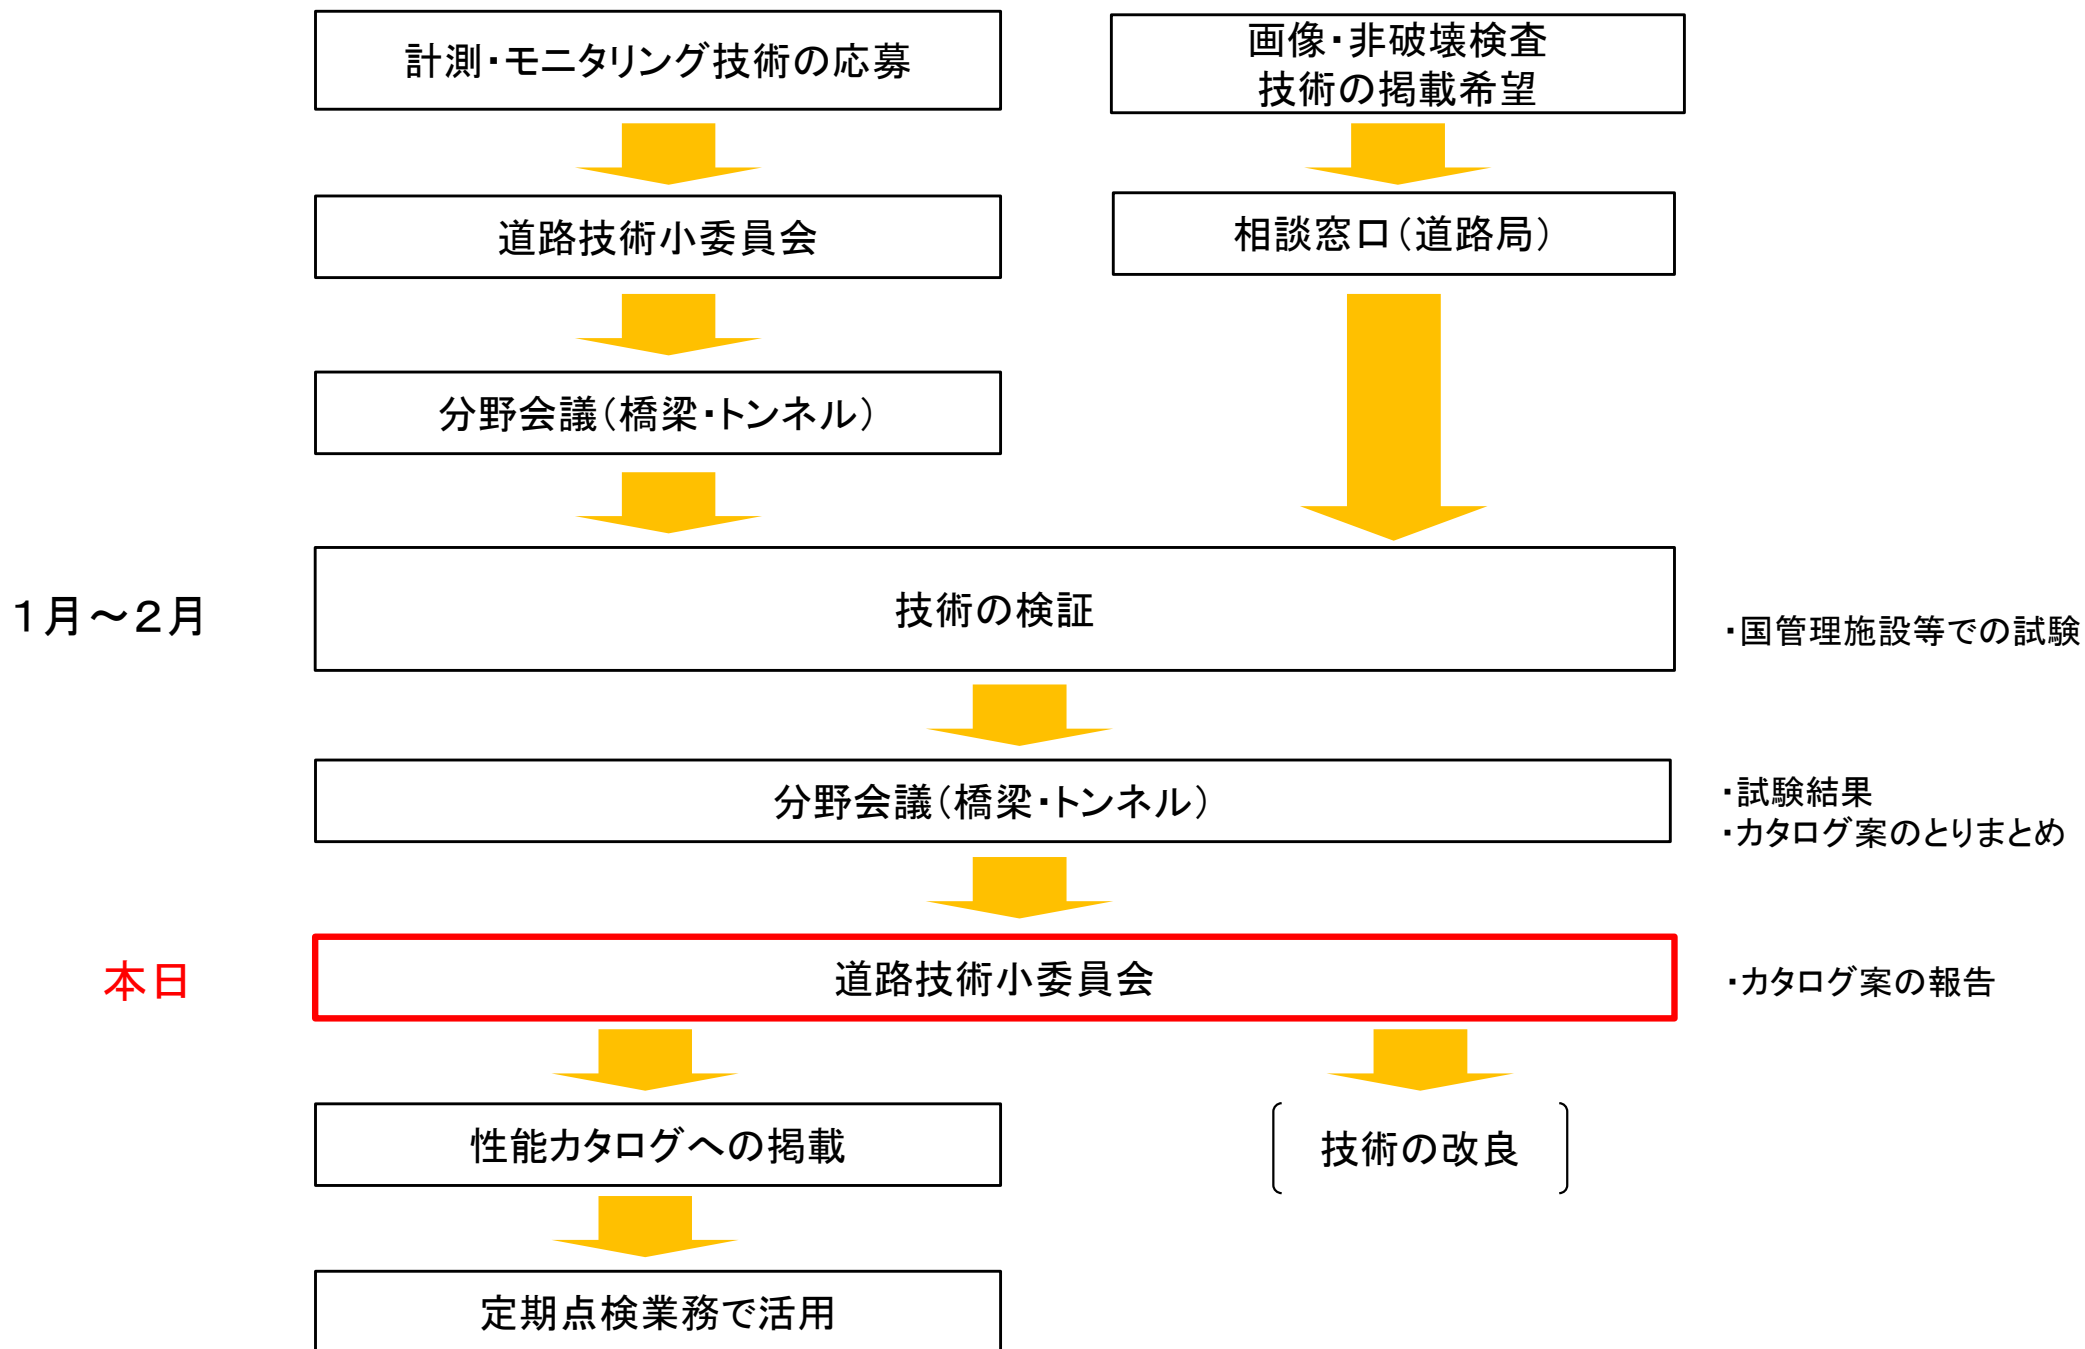 計測・モニタリング技術の応募
画像・非破壊検査
技術の掲載希望
道路技術小委員会
相談窓口（道路局）
分野会議（橋梁・トンネル）
１月～２月
技術の検証
・国管理施設等での試験
分野会議（橋梁・トンネル）
・試験結果
・カタログ案のとりまとめ
本日
道路技術小委員会
・カタログ案の報告
性能カタログへの掲載
技術の改良
定期点検業務で活用